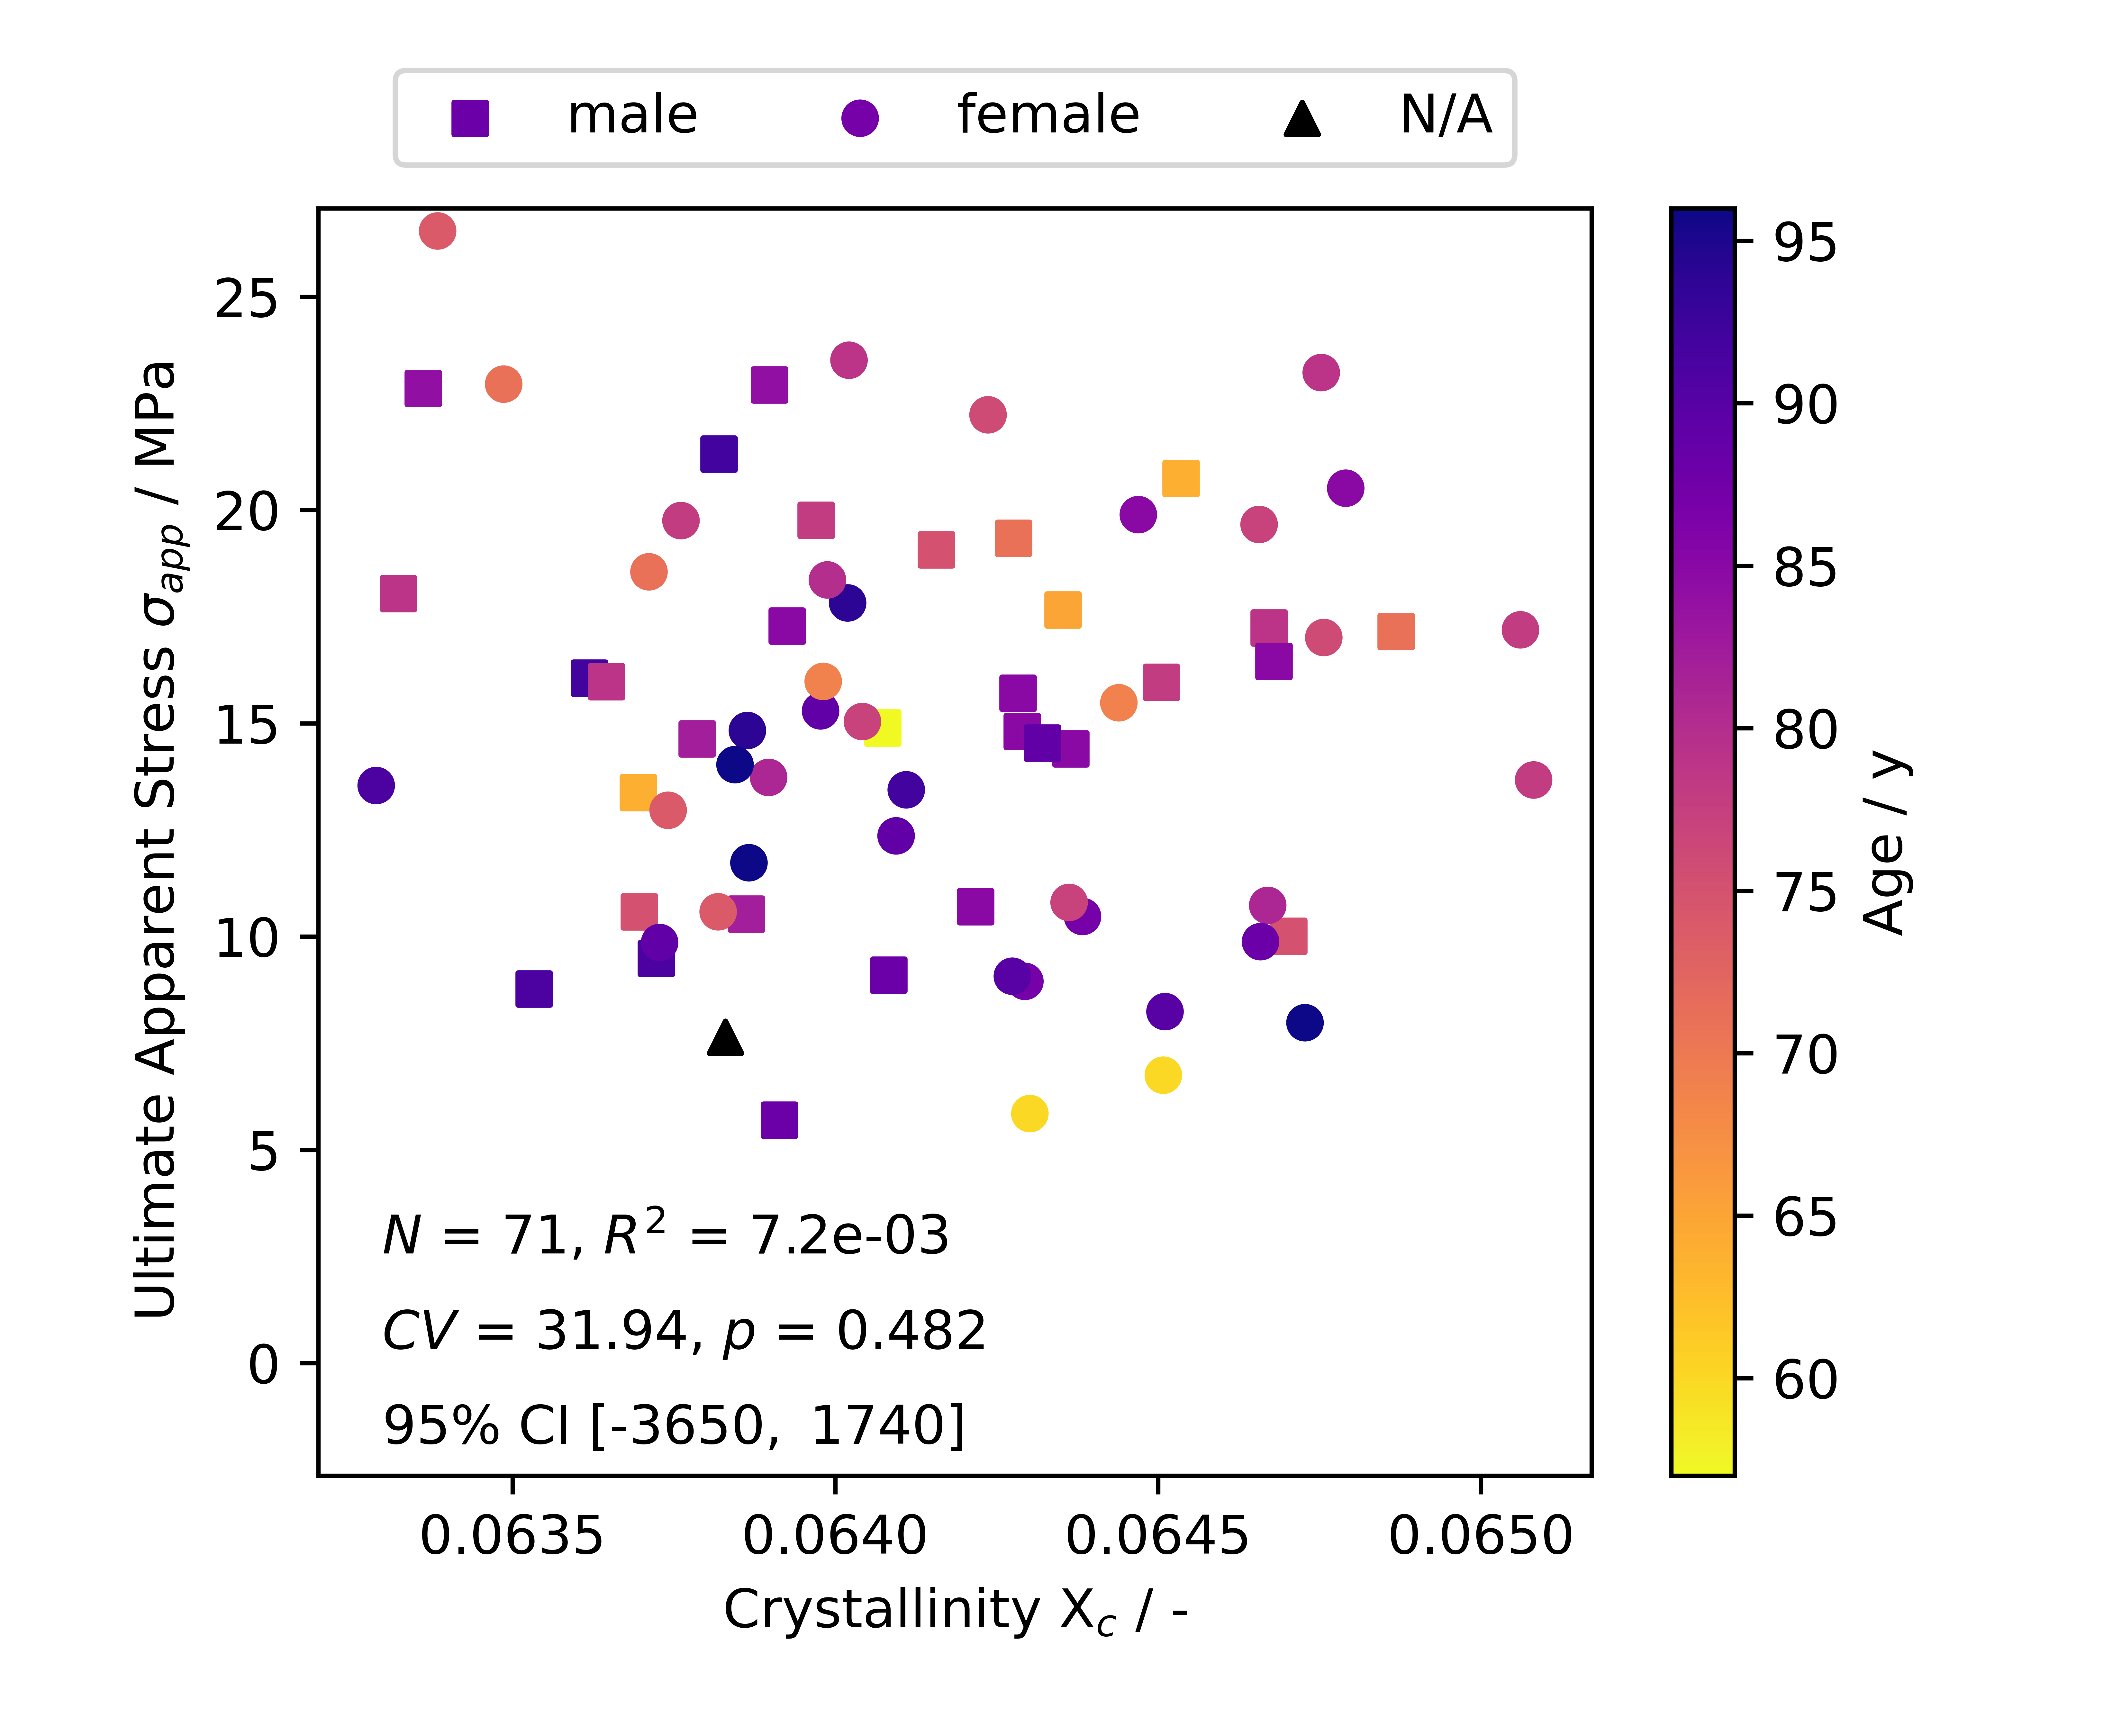 male female N/A
Ultimate Apparent Stress σapp / MPa
25
20
15
10
5
0
N = 71, R² = 7.2e-03
CV = 31.94, p = 0.482
95% CI [-3650, 1740]
0.0635 0.0640 0.0645 0.0650
Crystallinity Xc / -
95
90
85
80
75
70
65
60
Age / y